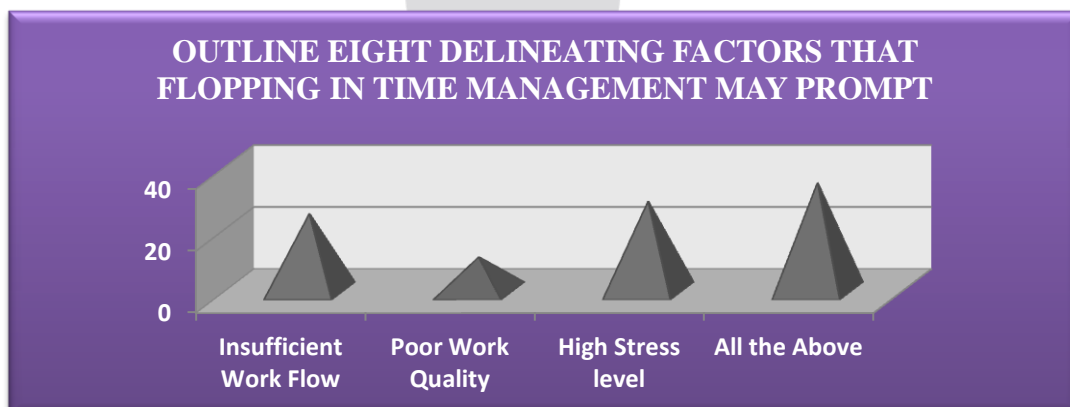 OUTLINE EIGHT DELINEATING FACTORS THAT
FLOPPING IN TIME MANAGEMENT MAY PROMPT
40
20
0
Insufficient
Work Flow
Poor Work
Quality
High Stress
level
All the Above